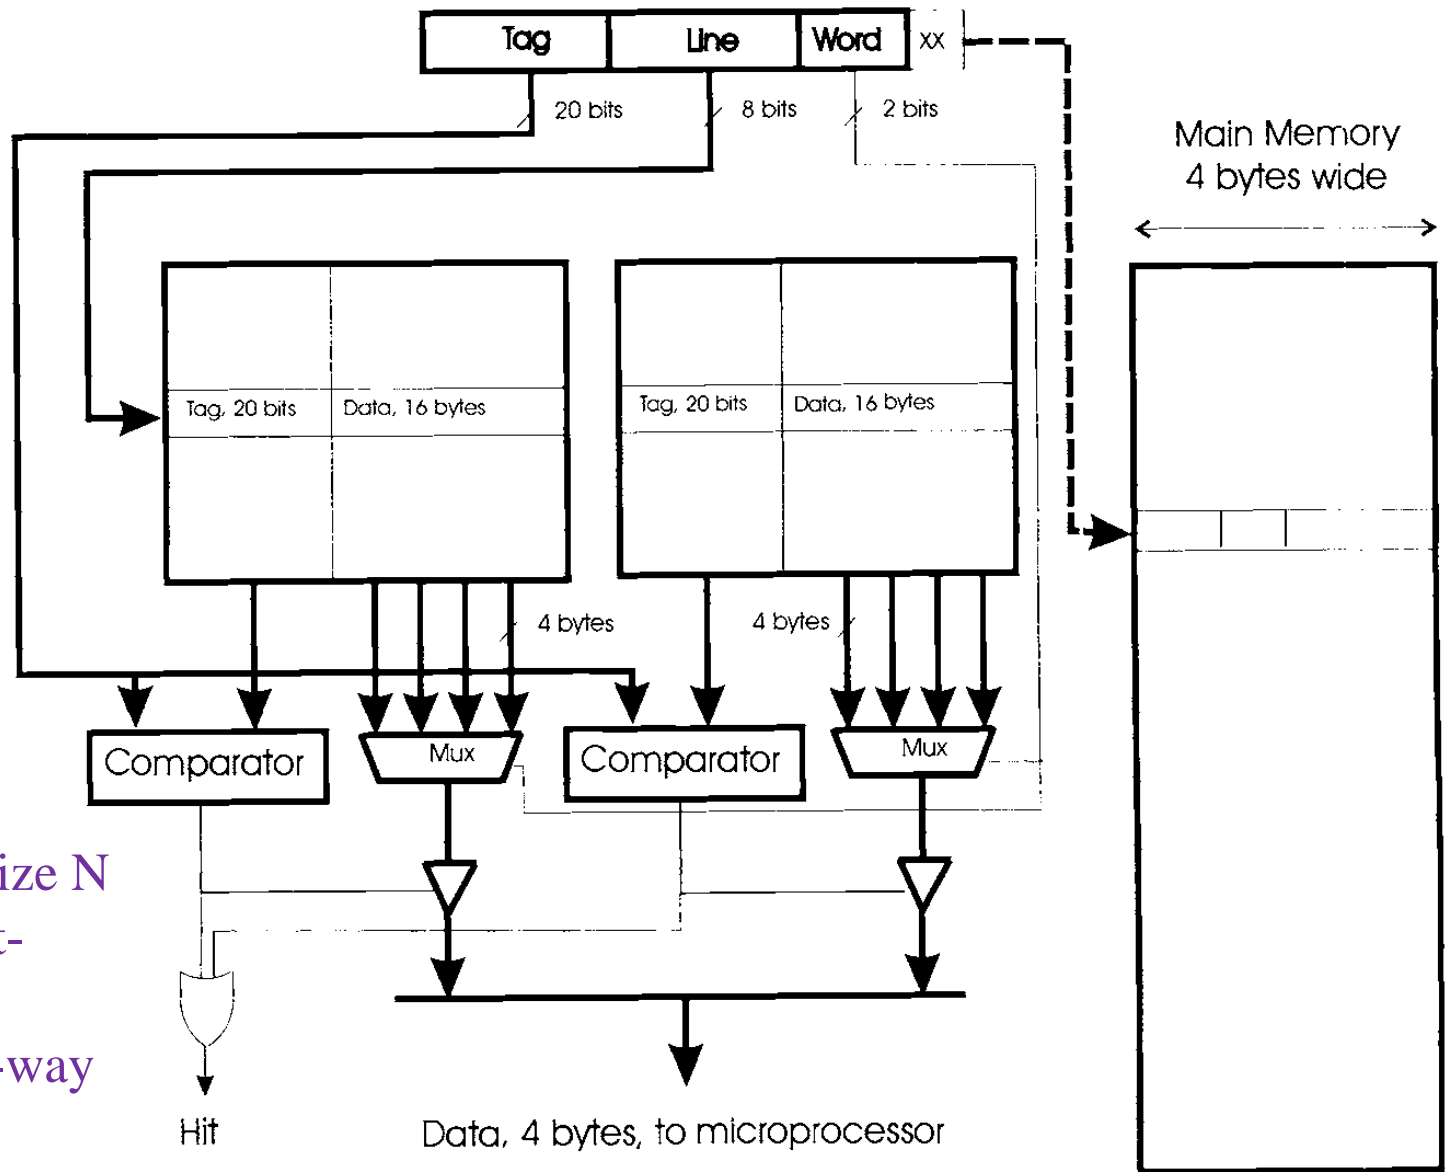 Tag Line Word xx
20 bits 8 bits 2 bits
Main Memory
4 bytes wide
Tag, 20 bits Data, 16 bytes
Tag, 20 bits Data, 16 bytes
4 bytes
4 bytes
Comparator
Mux
Comparator
Mux
ize N
t-
-way
Hit
Data, 4 bytes, to microprocessor